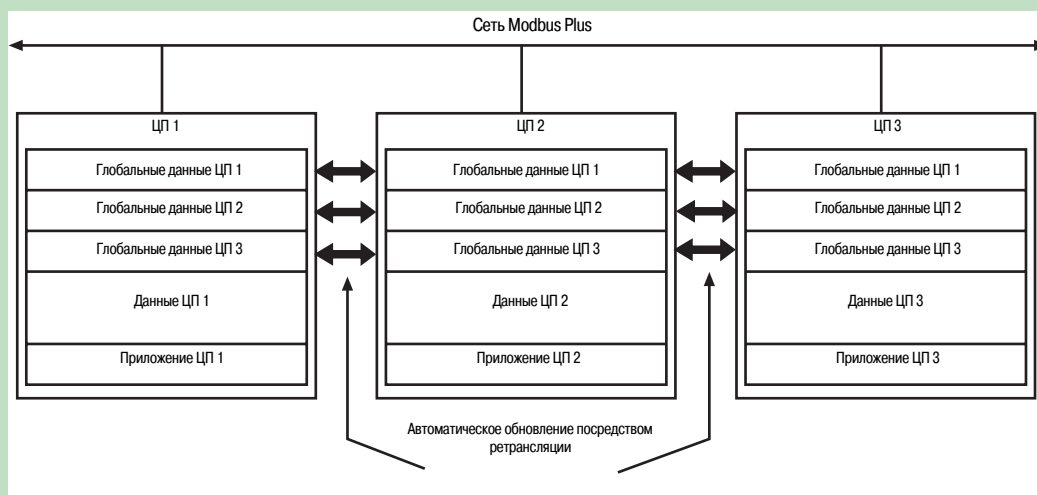 Сеть Modbus Plus
ЦП 1
ЦП 2
ЦП 3
Глобальные данные ЦП 1
Глобальные данные ЦП 1
Глобальные данные ЦП 1
Глобальные данные ЦП 2
Глобальные данные ЦП 2
Глобальные данные ЦП 2
Глобальные данные ЦП 3
Глобальные данные ЦП 3
Глобальные данные ЦП 3
Данные ЦП 1
Данные ЦП 2
Данные ЦП 3
Приложение ЦП 1
Приложение ЦП 2
Приложение ЦП 3
Автоматическое обновление посредством
ретрансляции